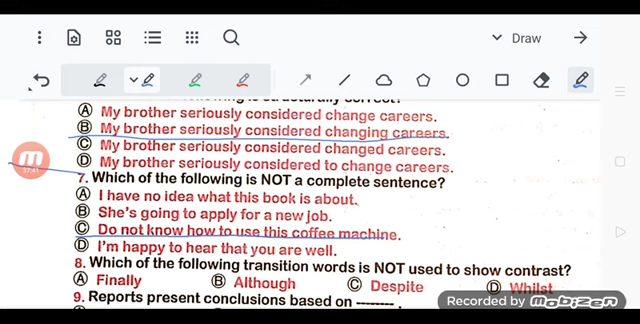 Draw
Ⓐ My brother seriously considered change careers.
Ⓑ My brother seriously considered changing careers.
Ⓒ My brother seriously considered changed careers.
Ⓓ My brother seriously considered to change careers.
37:41
7. Which of the following is NOT a complete sentence?
Ⓐ I have no idea what this book is about.
Ⓑ She's going to apply for a new job.
Ⓒ Do not know how to use this coffee machine.
Ⓓ I'm happy to hear that you are well.
8. Which of the following transition words is NOT used to show contrast?
Ⓐ Finally Ⓑ Although Ⓒ Despite Ⓓ Whilst
9. Reports present conclusions based on -------- .
Recorded by mobizen